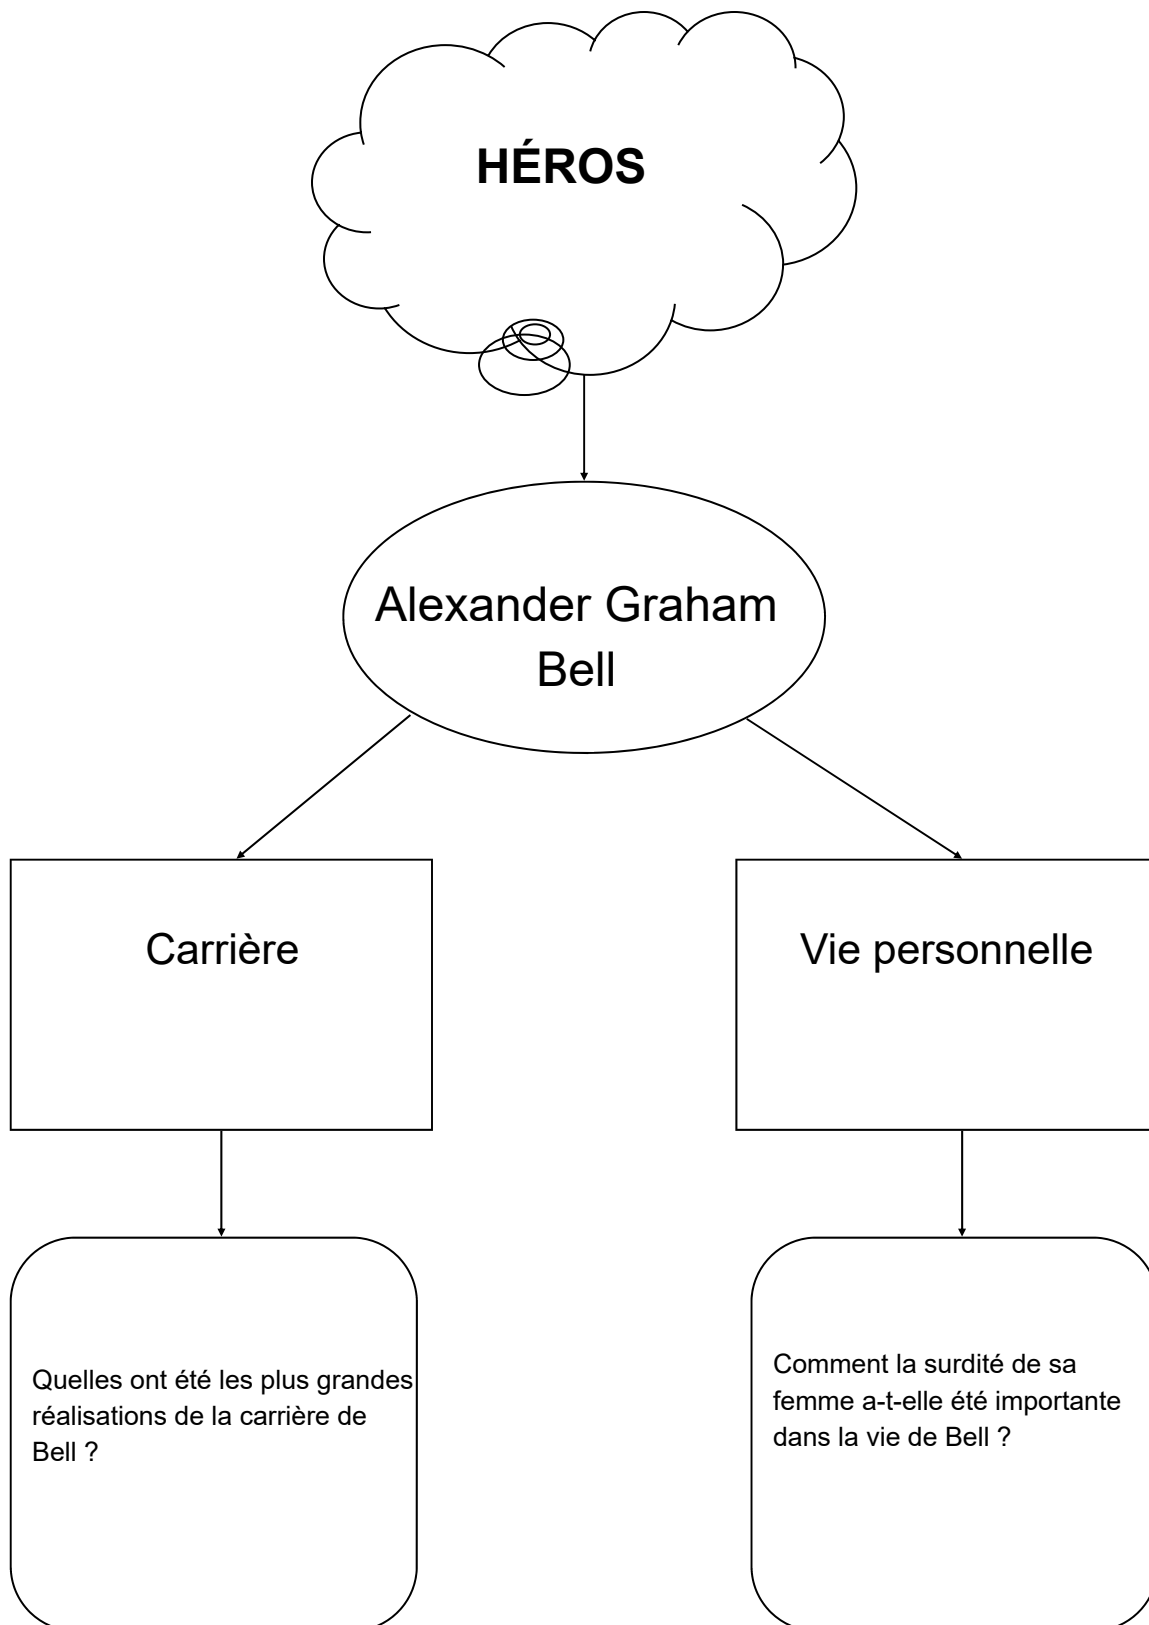 HÉROS
Alexander Graham
Bell
Carrière
Vie personnelle
Quelles ont été les plus grandes
réalisations de la carrière de
Bell ?
Comment la surdité de sa
femme a-t-elle été importante
dans la vie de Bell ?